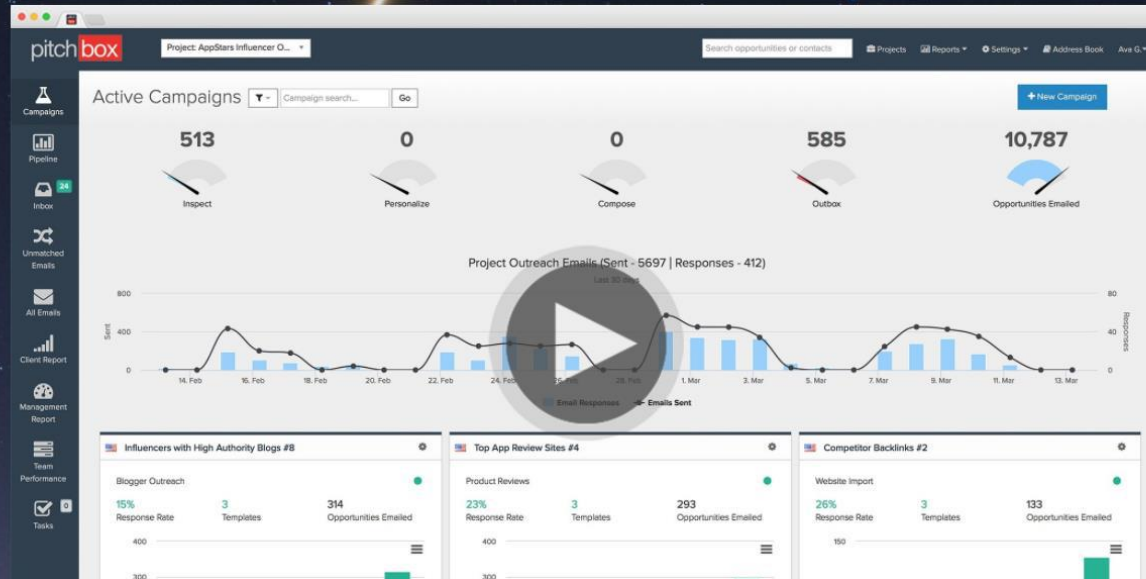 pitchbox
Project: AppStars Influencer O...
Search opportunities or contacts
Projects
Reports
Settings
Address Book
Ava G.
Campaigns
Pipeline
24
Inbox
Unmatched
Emails
All Emails
Client Report
Management
Report
Team
Performance
0
Tasks
Active Campaigns
Campaign search...
Go
+ New Campaign
513
0
0
585
10,787
Inspect
Personalize
Compose
Outbox
Opportunities Emailed
Project Outreach Emails (Sent - 5697 | Responses - 412)
Last 30 days
800
400
0
Sent
80
40
0
Responses
14. Feb
16. Feb
18. Feb
20. Feb
22. Feb
24. Feb
26. Feb
28. Feb
1. Mar
3. Mar
5. Mar
7. Mar
9. Mar
11. Mar
13. Mar
Email Responses
Emails Sent
Influencers with High Authority Blogs #8
Blogger Outreach
15%
3
314
Response Rate
Templates
Opportunities Emailed
400
300
Top App Review Sites #4
Product Reviews
23%
3
293
Response Rate
Templates
Opportunities Emailed
400
300
Competitor Backlinks #2
Website Import
26%
3
133
Response Rate
Templates
Opportunities Emailed
150